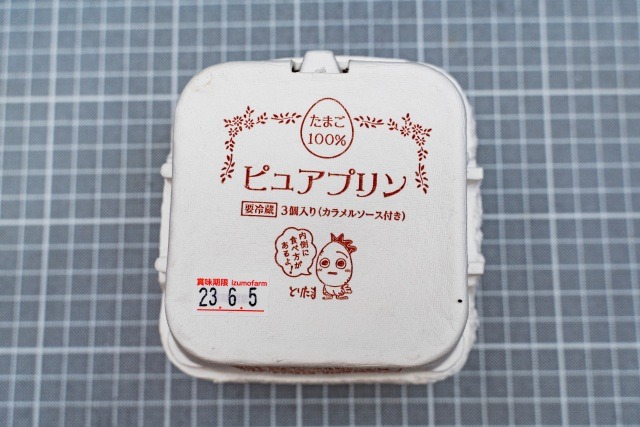 たまご
100%
ピュアプリン
要冷蔵 3個入り(カラメルソース付き)
内側に
食べ方が
あるよ!
とりたま
賞味期限 izumofarm
23.6.5